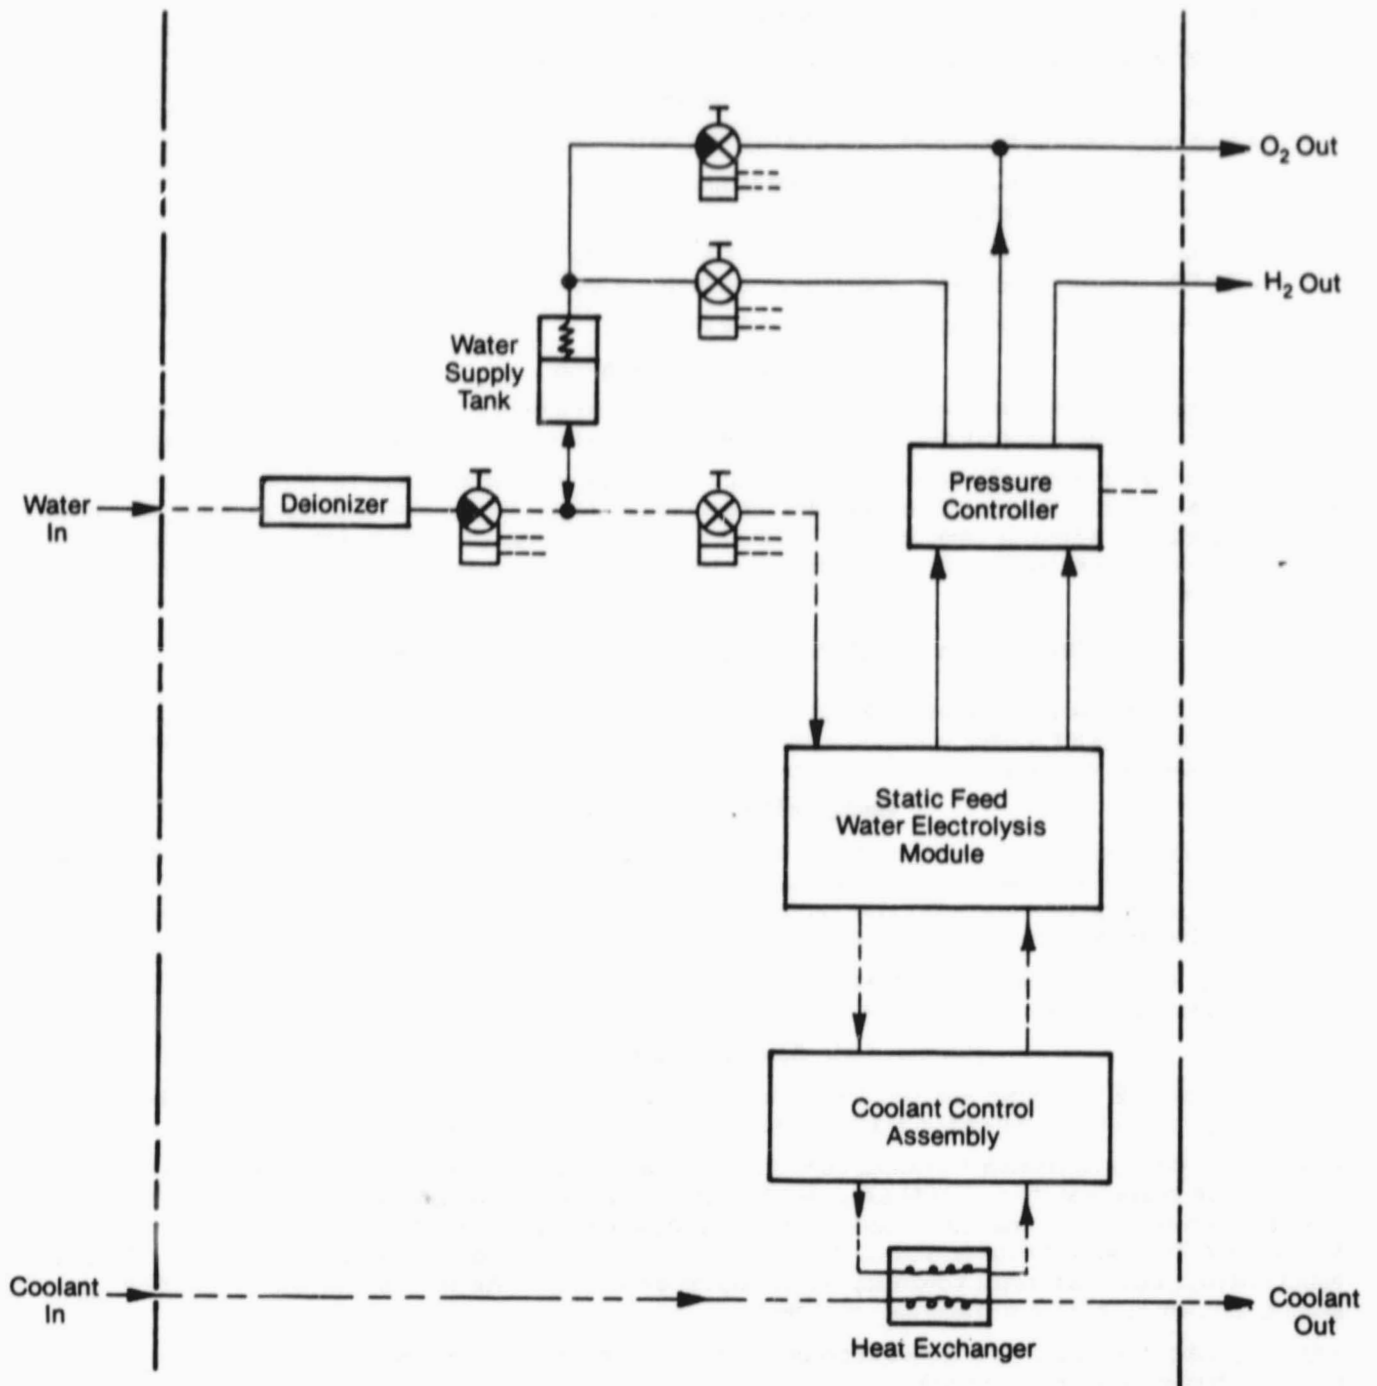 O₂ Out
H₂ Out
Water
Supply
Tank
Pressure
Controller
Water
In
Deionizer
Static Feed
Water Electrolysis
Module
Coolant Control
Assembly
Coolant
In
Coolant
Out
Heat Exchanger